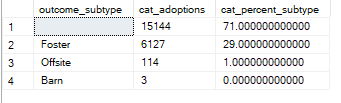 outcome_subtype cat_adoptions cat_percent_subtype
1 15144 71.000000000000
2 Foster 6127 29.000000000000
3 Offsite 114 1.000000000000
4 Barn 3 0.000000000000